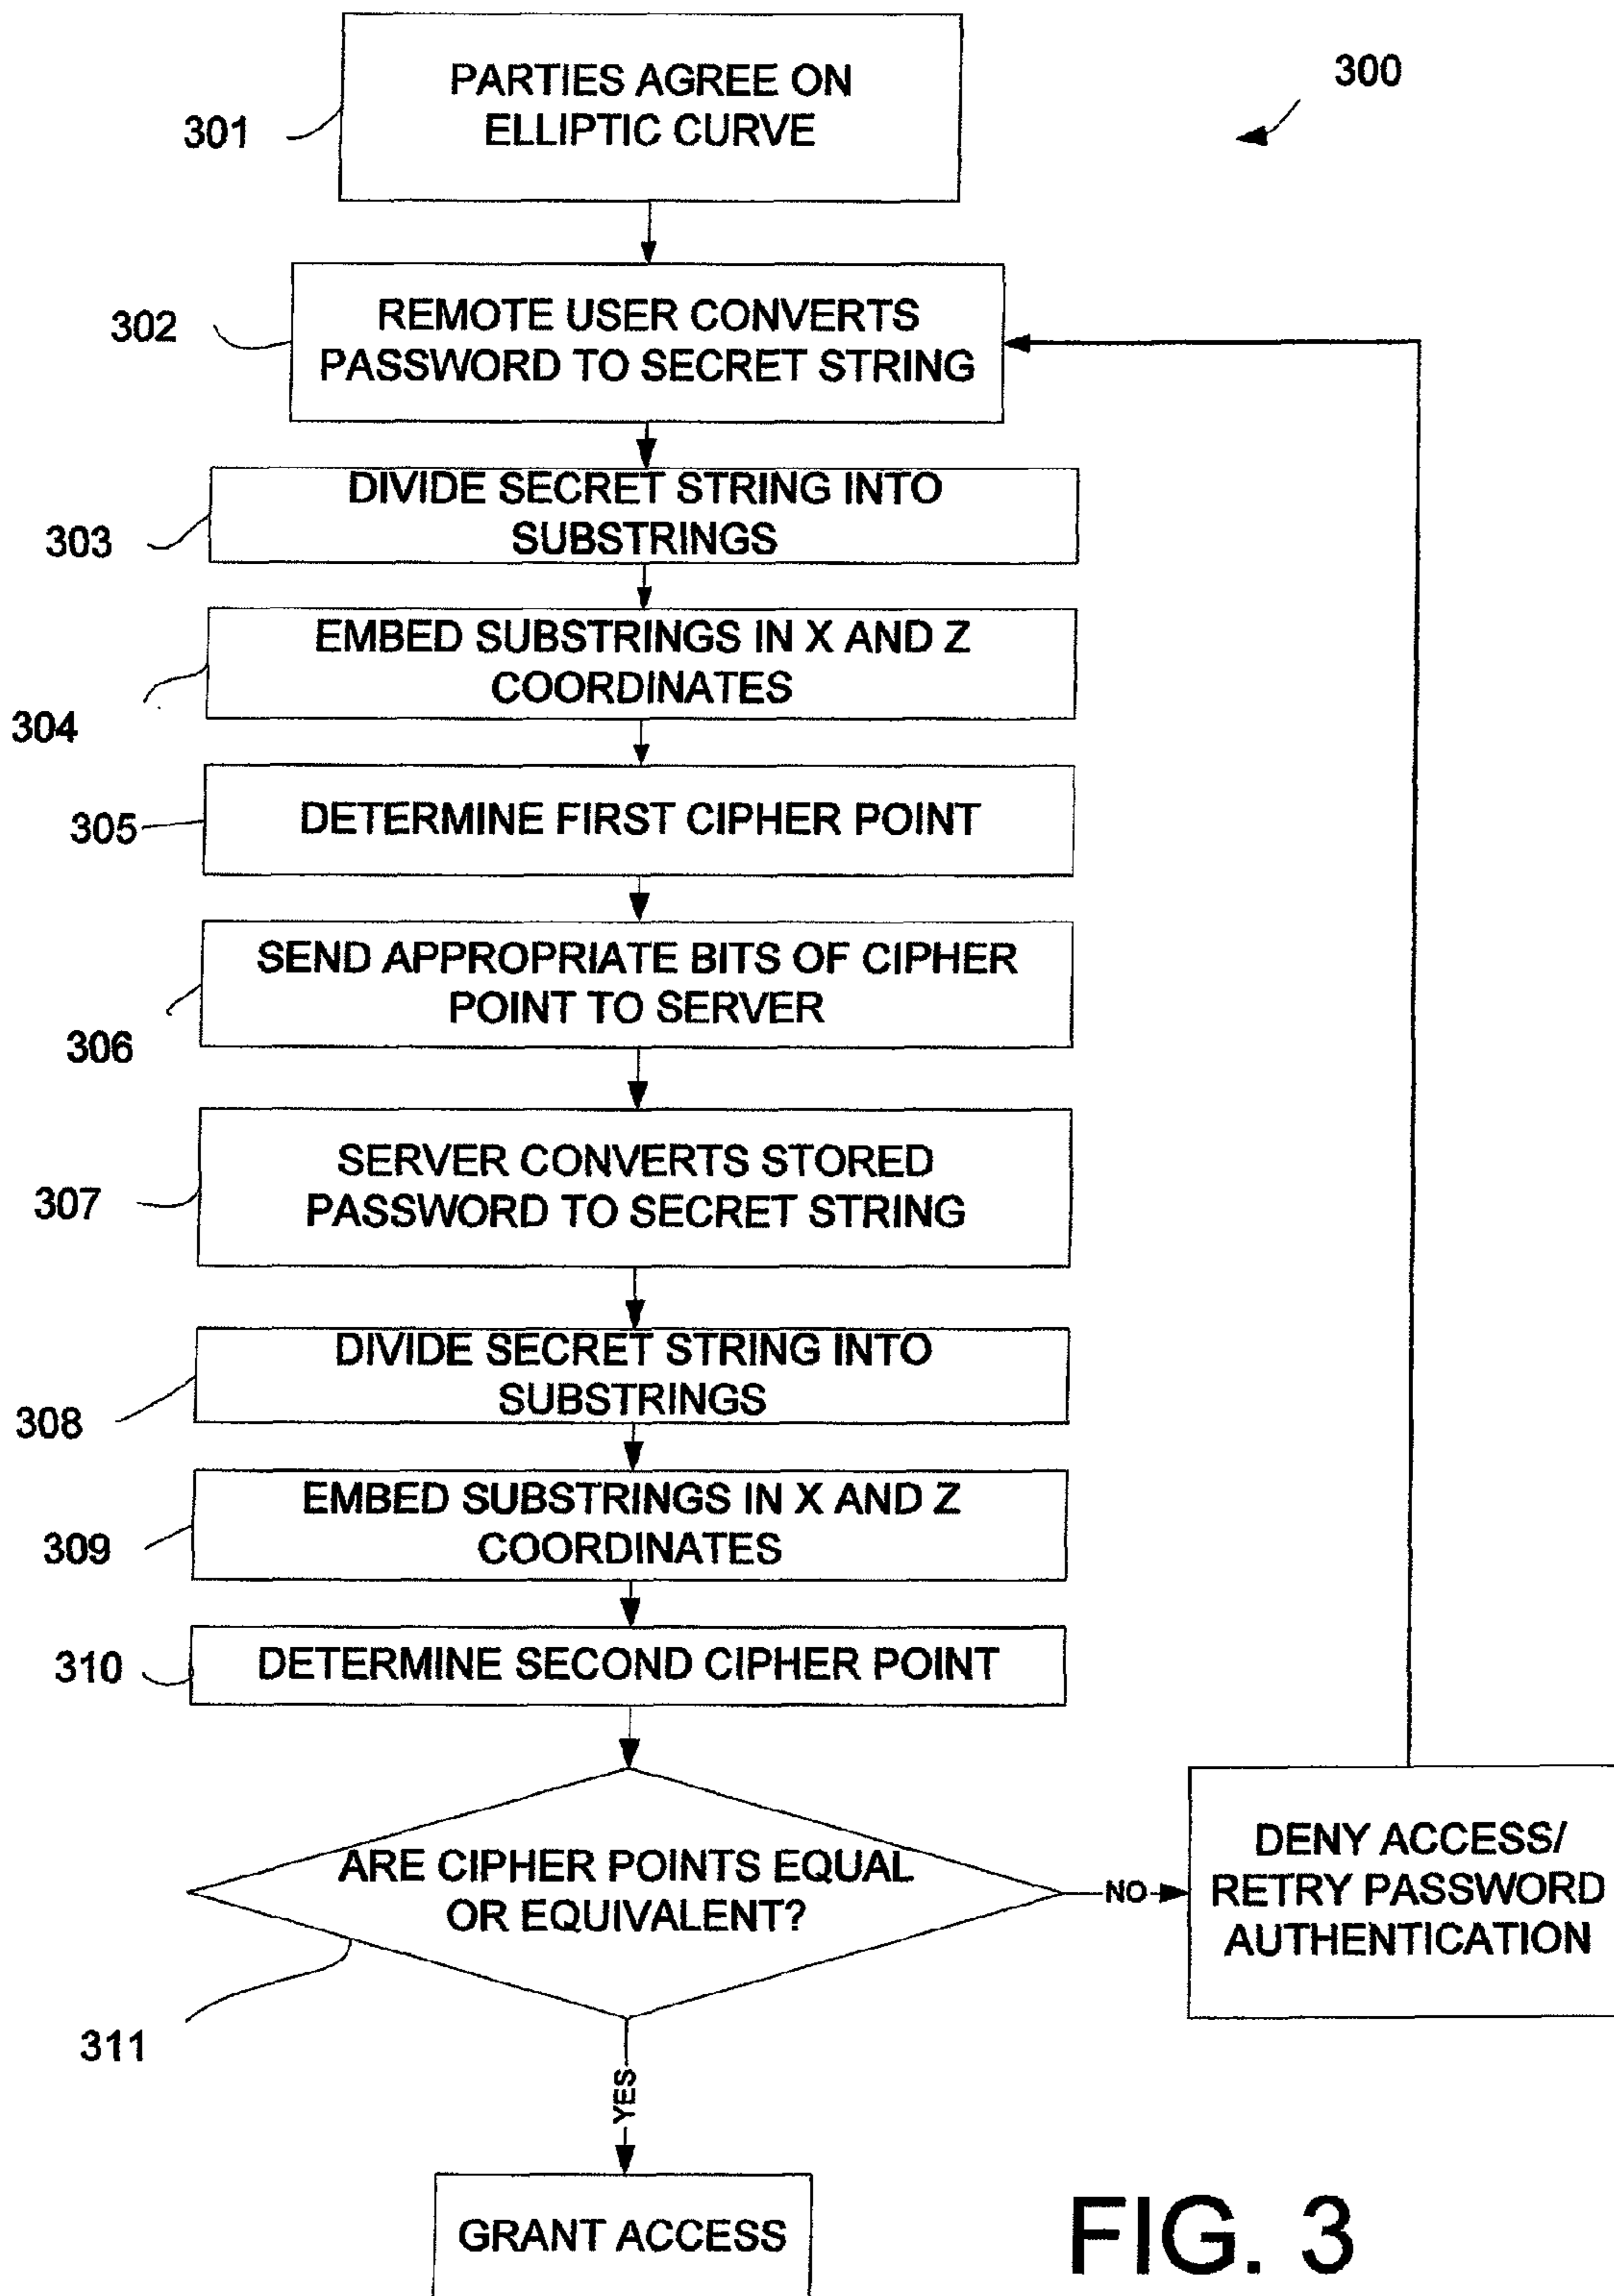 300
PARTIES AGREE ON
ELLIPTIC CURVE
301
REMOTE USER CONVERTS
PASSWORD TO SECRET STRING
302
DIVIDE SECRET STRING INTO
SUBSTRINGS
303
EMBED SUBSTRINGS IN X AND Z
COORDINATES
304
DETERMINE FIRST CIPHER POINT
305
SEND APPROPRIATE BITS OF CIPHER
POINT TO SERVER
306
SERVER CONVERTS STORED
PASSWORD TO SECRET STRING
307
DIVIDE SECRET STRING INTO
SUBSTRINGS
308
EMBED SUBSTRINGS IN X AND Z
COORDINATES
309
DETERMINE SECOND CIPHER POINT
310
ARE CIPHER POINTS EQUAL
OR EQUIVALENT?
311
NO
DENY ACCESS/
RETRY PASSWORD
AUTHENTICATION
YES
GRANT ACCESS
FIG. 3